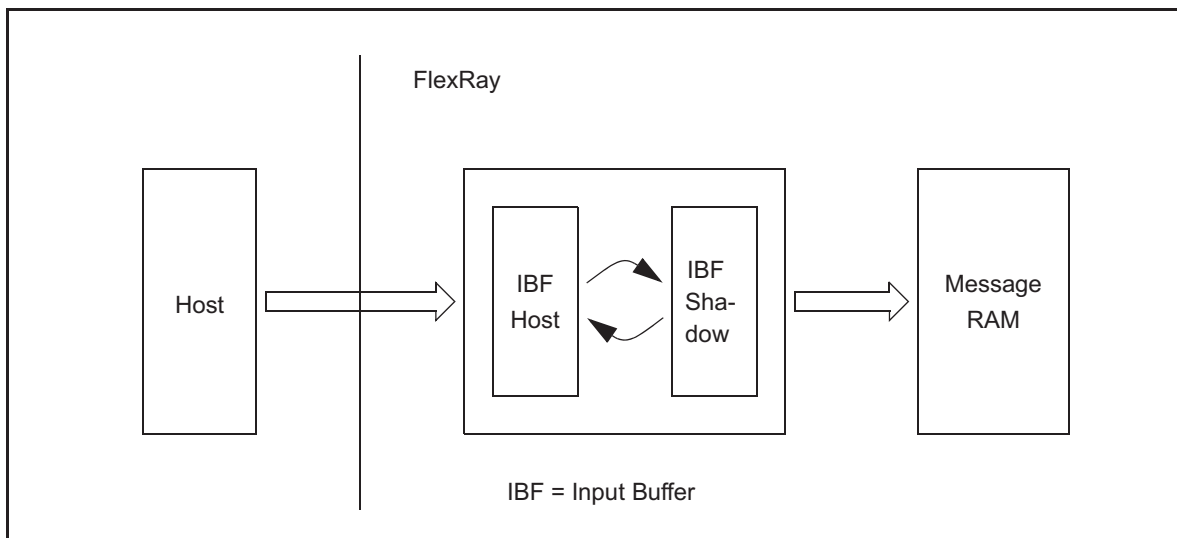 FlexRay
Host
IBF
Host
IBF
Sha-
dow
Message
RAM
IBF = Input Buffer